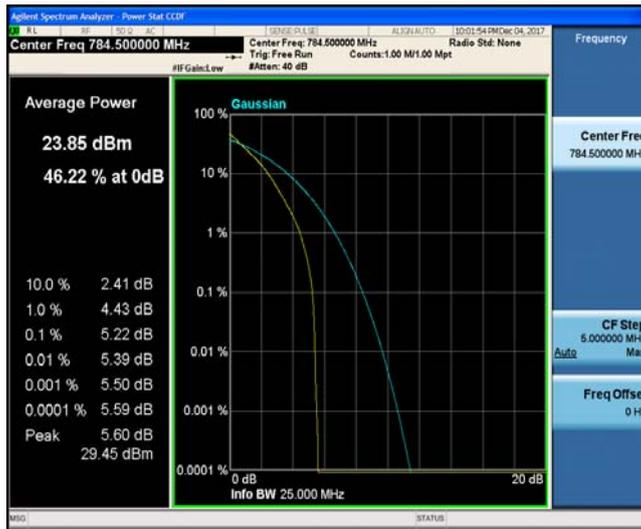 Agilent Spectrum Analyzer - Power Stat CCDF
RL RF 50 Ω AC SENSE:PULSE ALIGN AUTO 10:01:54 PM Dec 04, 2017
Center Freq 784.500000 MHz
Center Freq: 784.500000 MHz Radio Std: None
Trig: Free Run Counts:1.00 M/1.00 Mpt
#IFGain:Low #Atten: 40 dB
Frequency
Average Power
23.85 dBm
46.22 % at 0dB
10.0 % 2.41 dB
1.0 % 4.43 dB
0.1 % 5.22 dB
0.01 % 5.39 dB
0.001 % 5.50 dB
0.0001 % 5.59 dB
Peak 5.60 dB
29.45 dBm
Gaussian
100 %
10 %
1 %
0.1 %
0.01 %
0.001 %
0.0001 %
0 dB 20 dB
Info BW 25.000 MHz
Center Fre
784.500000 MH
CF Step
5.000000 MH
Auto Ma
Freq Offse
0 H
MSG STATUS